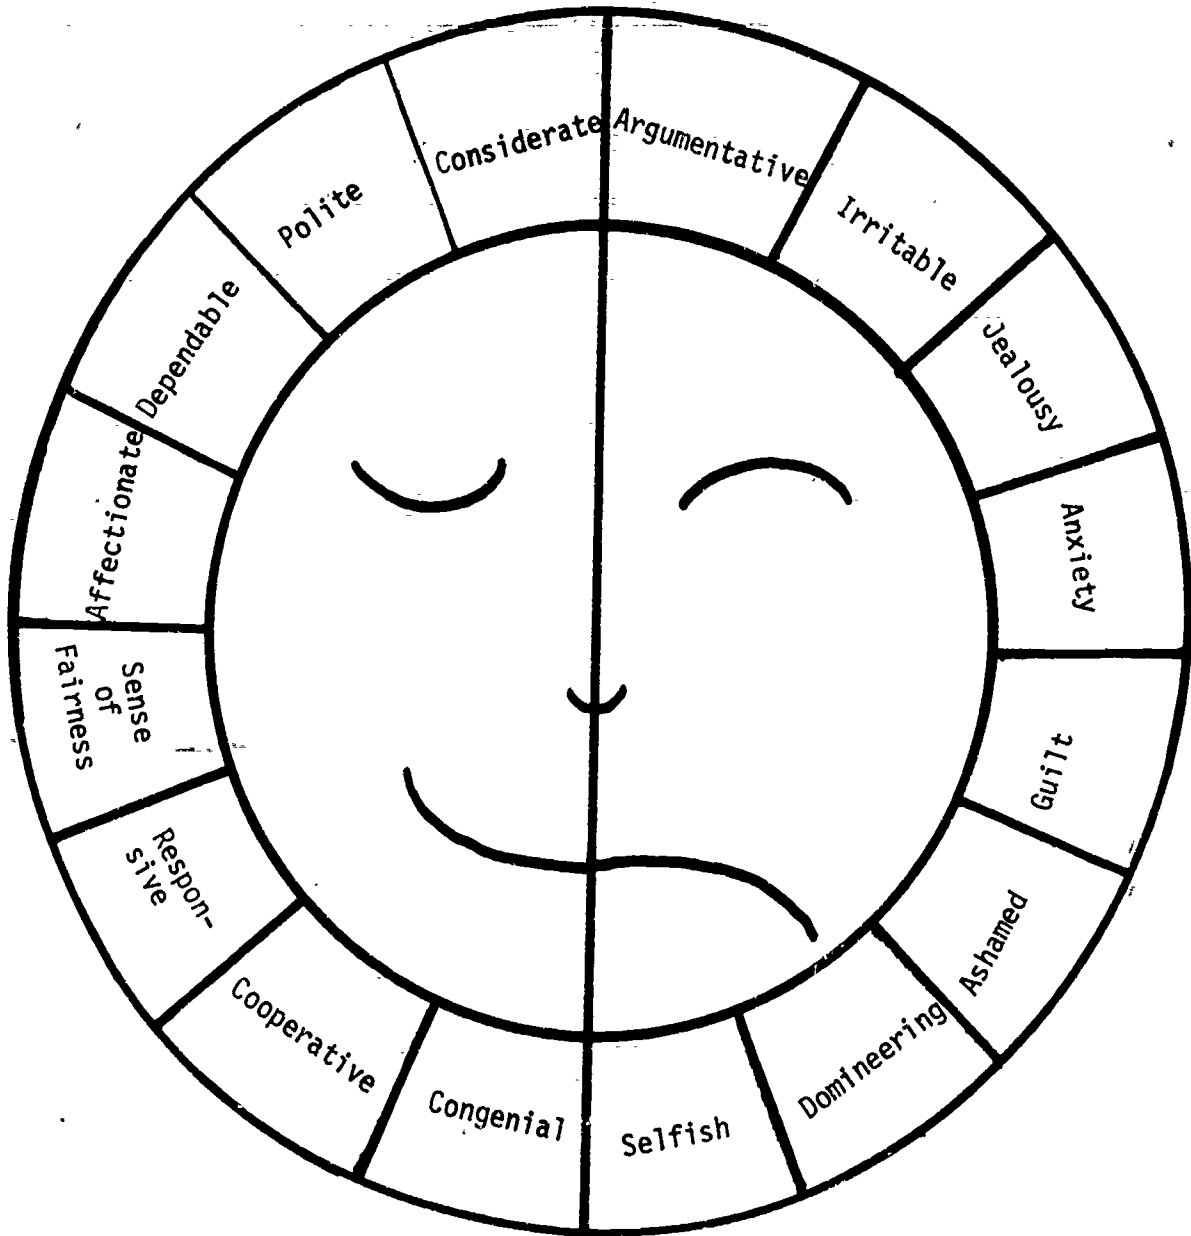 Considerate
Argumentative
Irritable
Jealousy
Anxiety
Guilt
Ashamed
Domineering
Selfish
Congenial
Cooperative
Respon-
sive
Sense
of
Fairness
Affectionate
Dependable
Polite